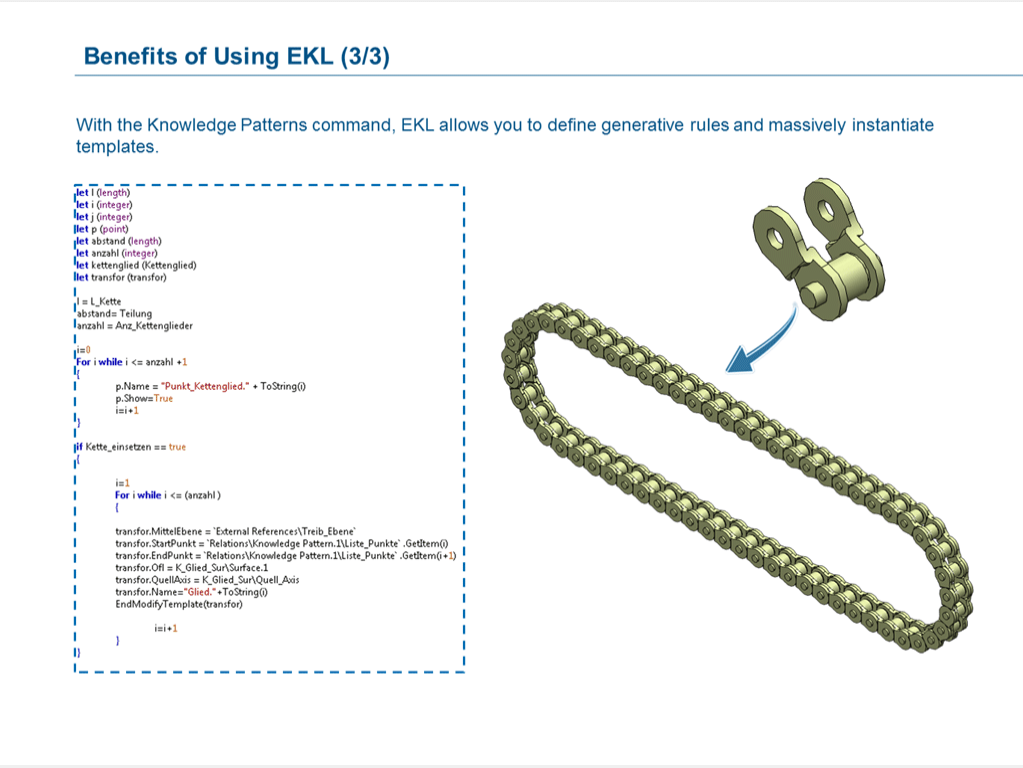 Benefits of Using EKL (3/3)
With the Knowledge Patterns command, EKL allows you to define generative rules and massively instantiate
templates.
let l (length)
let i (integer)
let j (integer)
let p (point)
let abstand (length)
let anzahl (integer)
let kettenglied (Kettenglied)
let transfor (transfor)
l = L_Kette
abstand= Teilung
anzahl = Anz_Kettenglieder
i=0
For i while i <= anzahl +1
{
p.Name = "Punkt_Kettenglied." + ToString(i)
p.Show=True
i=i+1
}
if Kette_einsetzen == true
{
i=1
For i while i <= (anzahl )
{
transfor.MittelEbene = `External References\Treib_Ebene`
transfor.StartPunkt = `Relations\Knowledge Pattern.1\Liste_Punkte` .GetItem(i)
transfor.EndPunkt = `Relations\Knowledge Pattern.1\Liste_Punkte` .GetItem(i+1)
transfor.Ofl = K_Glied_Sur\Surface.1
transfor.QuellAxis = K_Glied_Sur\Quell_Axis
transfor.Name="Glied."+ToString(i)
EndModifyTemplate(transfor)
i=i+1
}
}